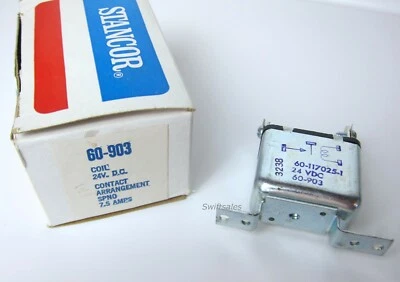 STANCOR®
60-903
COIL:
24V. D.C.
CONTACT
ARRANGEMENT
SPNO
7.5 AMPS
3238
60-117025-1
24 VDC
60-903
Swiftsales